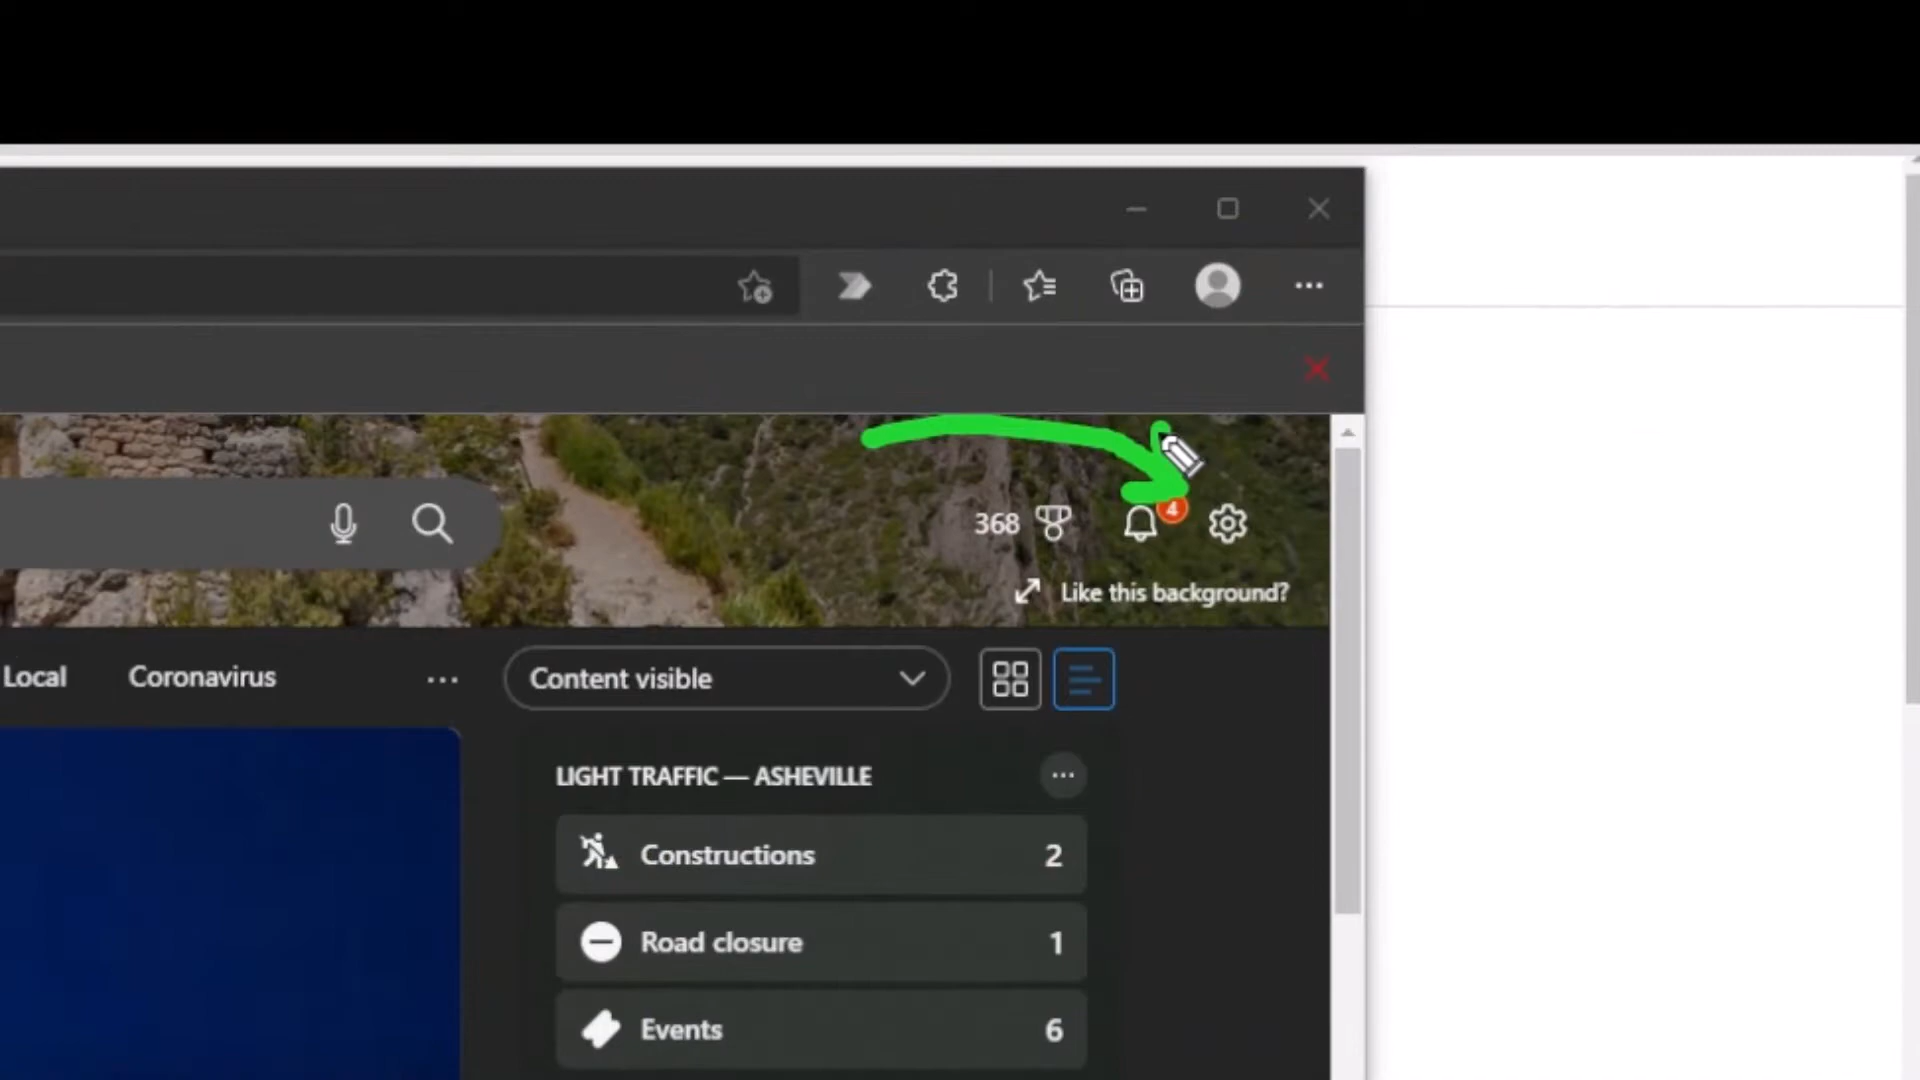 368
4
Like this background?
Local Coronavirus
Content visible
LIGHT TRAFFIC — ASHEVILLE
Constructions 2
Road closure 1
Events 6